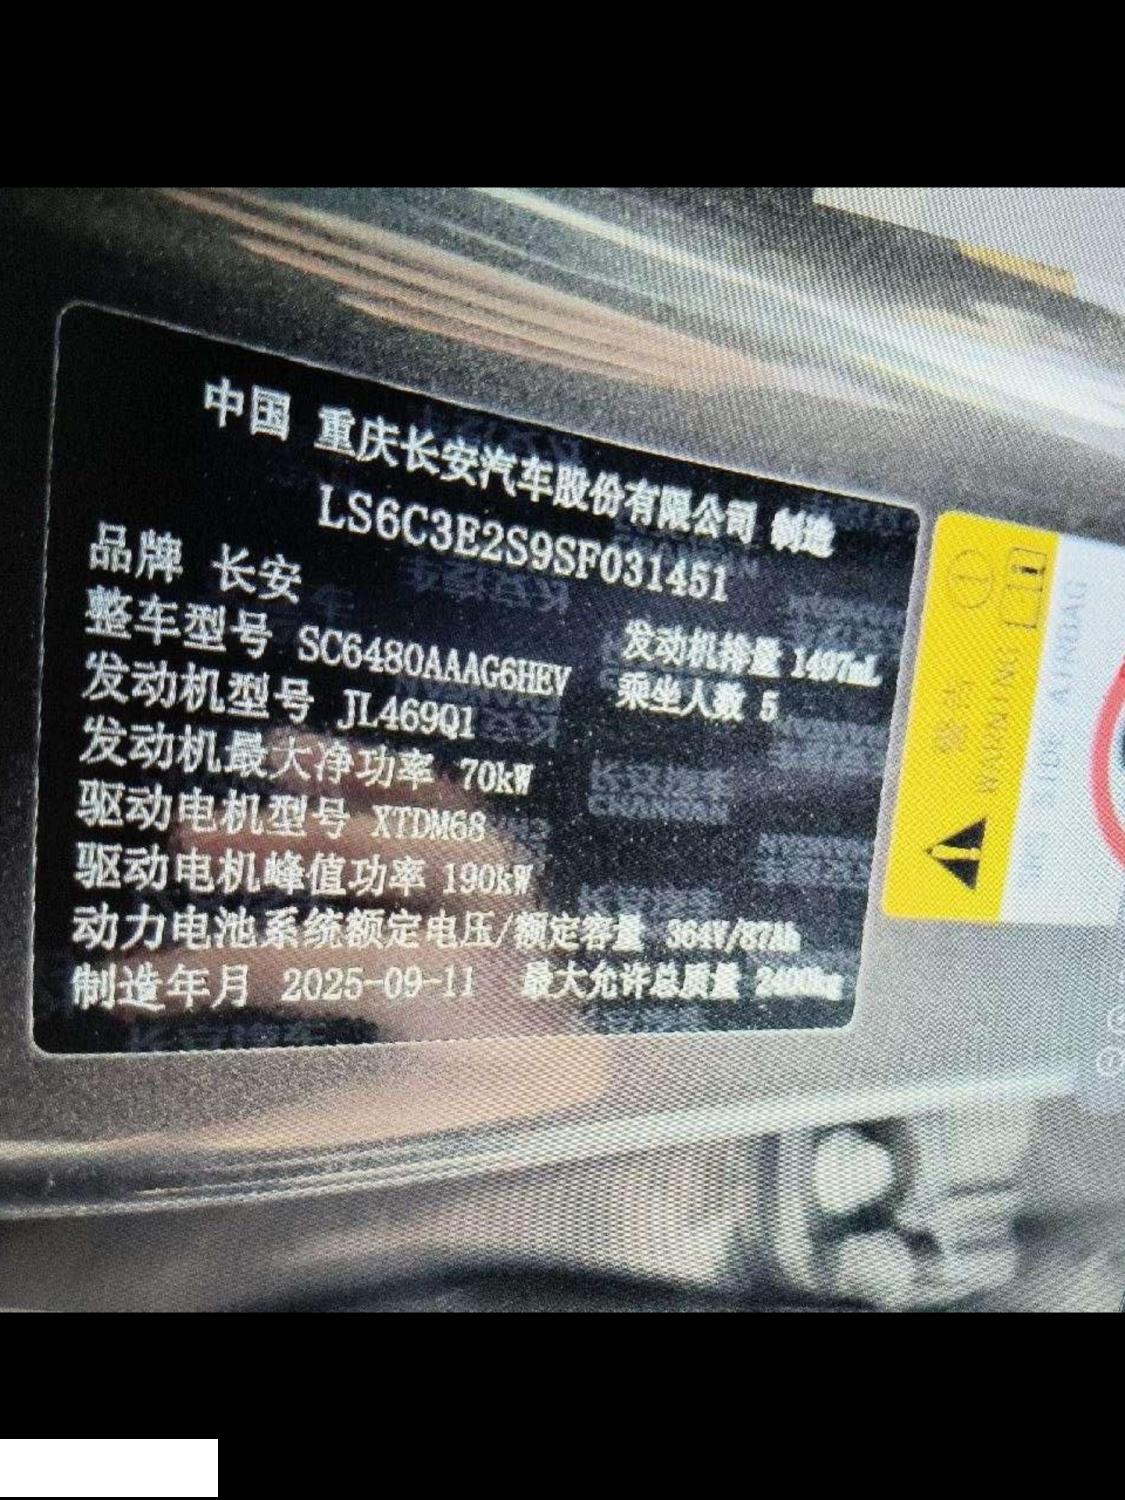 中国 重庆长安汽车股份有限公司 制造
LS6C3E2S9SF031451
品牌 长安
整车型号 SC6480AAAG6HEV 发动机排量 1497mL
发动机型号 JL469Q1 乘坐人数 5
发动机最大净功率 70kW
驱动电机型号 XTDM68
驱动电机峰值功率 190kW
动力电池系统额定电压/额定容量 364V/87Ah
制造年月 2025-09-11 最大允许总质量 2400kg
警告
WARNING